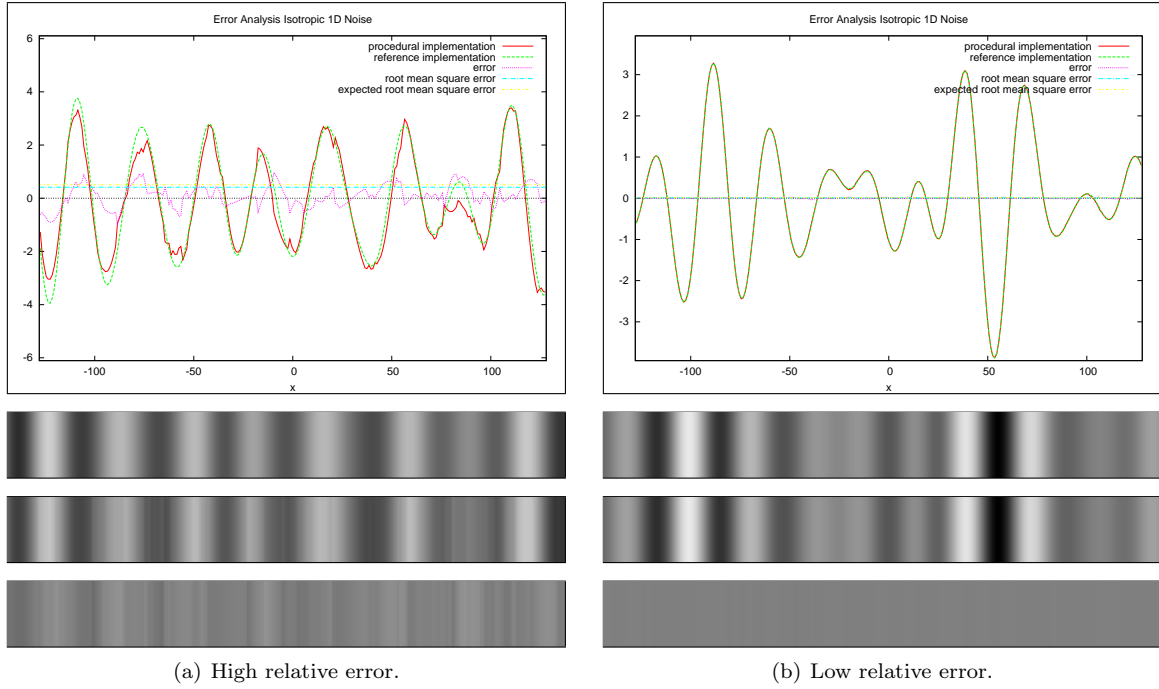 Error Analysis Isotropic 1D Noise
6
4
2
0
-2
-4
-6
-100
-50
0
50
100
x
procedural implementation
reference implementation
error
root mean square error
expected root mean square error
Error Analysis Isotropic 1D Noise
3
2
1
0
-1
-2
-3
-100
-50
0
50
100
x
procedural implementation
reference implementation
error
root mean square error
expected root mean square error
(a) High relative error.
(b) Low relative error.